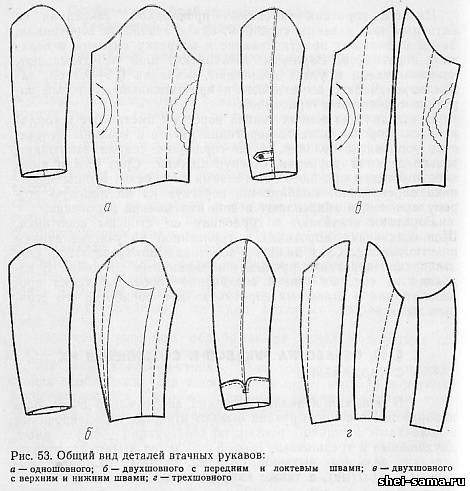 а
в
б
г
Рис. 53. Общий вид деталей втачных рукавов:
а — одношовного; б — двухшовного с передним и локтевым швами; в — двухшовного
с верхним и нижним швами; г — трехшовного
shei-sama.ru